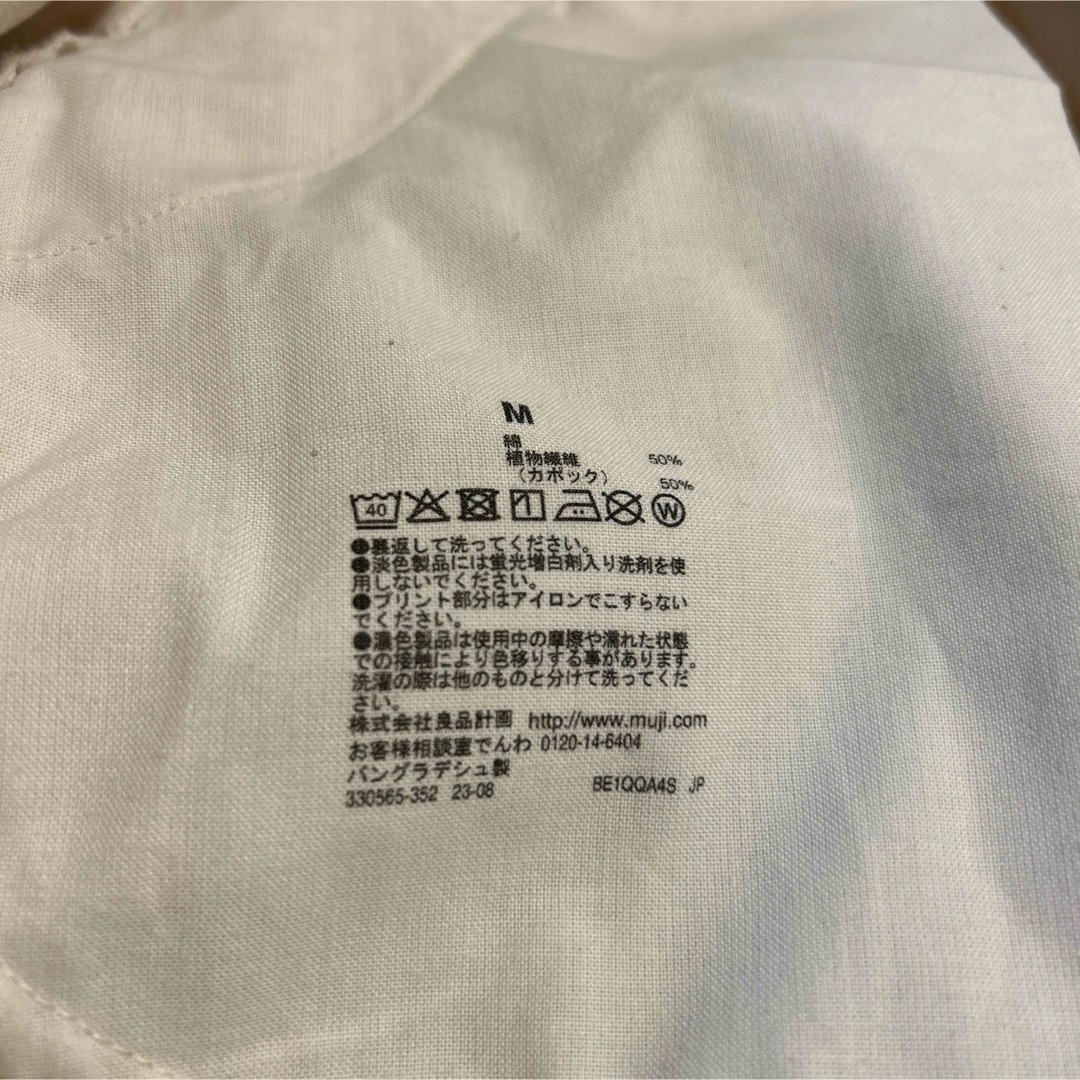 M
綿 50%
植物繊維
（カポック） 50%
40 W
●裏返して洗ってください。
●淡色製品には蛍光増白剤入り洗剤を使
用しないでください。
●プリント部分はアイロンでこすらない
でください。
●濃色製品は使用中の摩擦や濡れた状態
での接触により色移りする事があります。
洗濯の際は他のものと分けて洗ってくだ
さい。
株式会社良品計画 http://www.muji.com
お客様相談室でんわ 0120-14-6404
バングラデシュ製
330565-352 23-08 BE1QQA4S JP